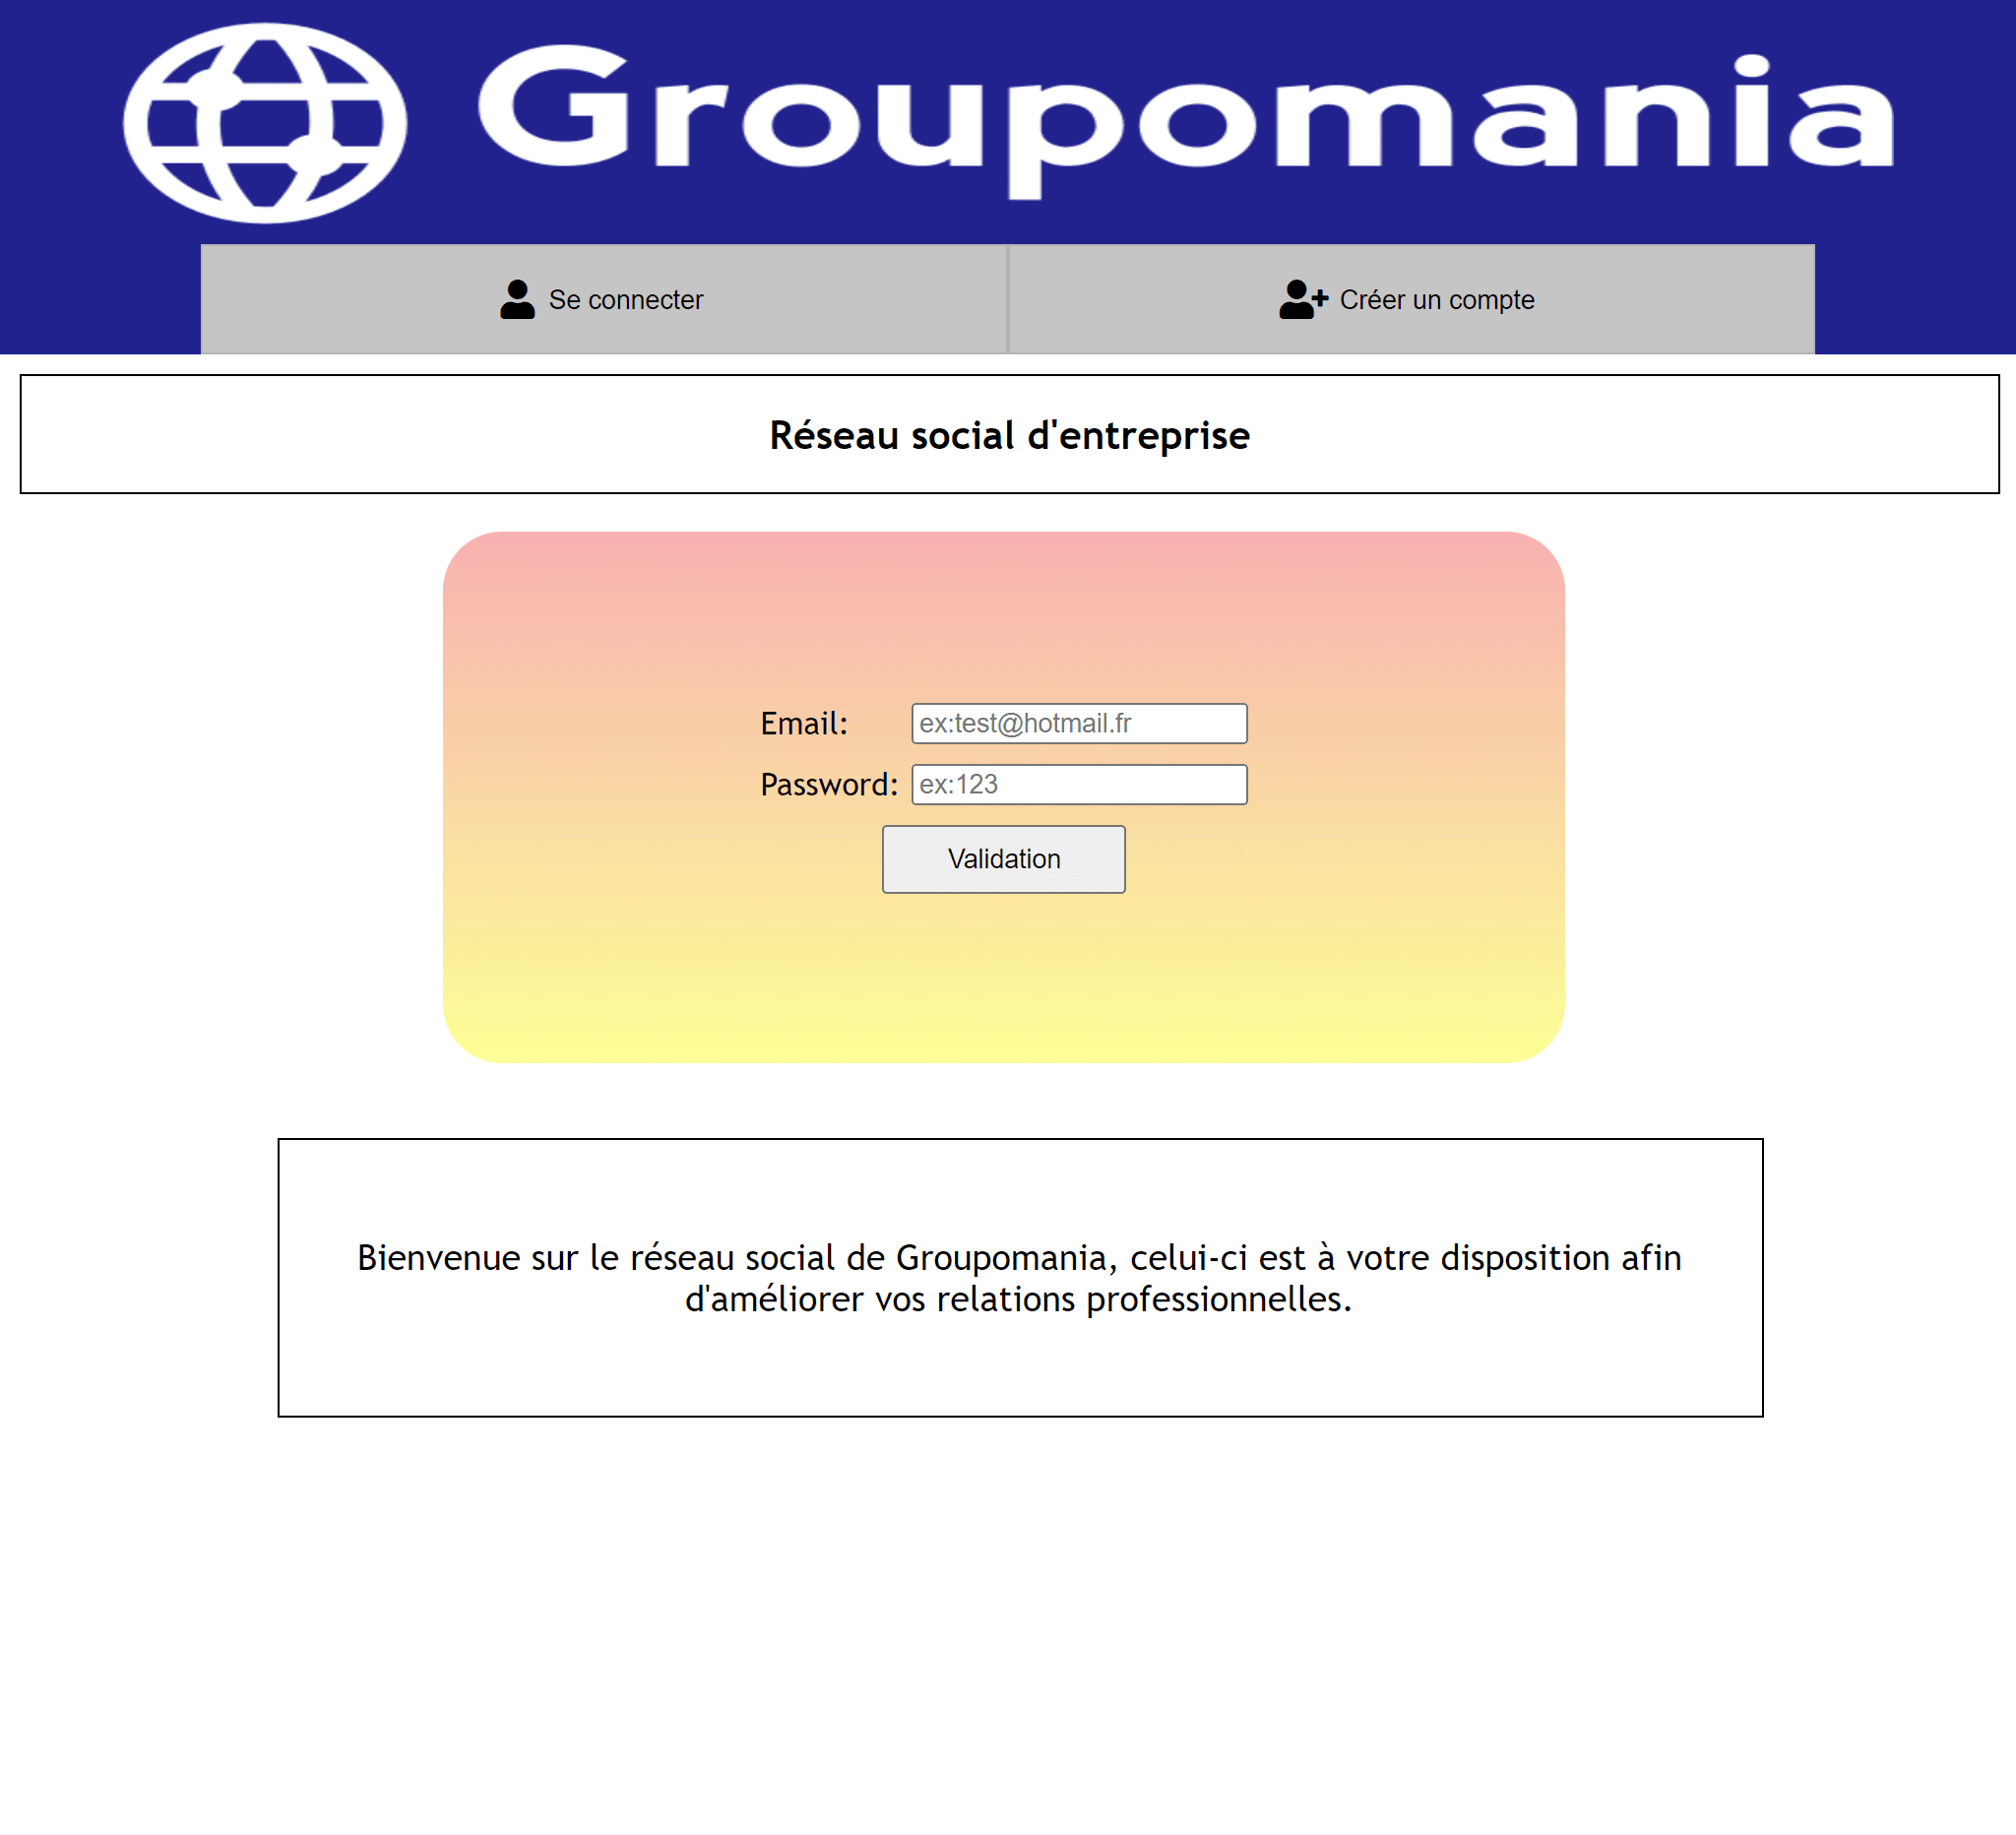 Groupomania
Se connecter
Créer un compte
Réseau social d'entreprise
Email: ex:test@hotmail.fr
Password: ex:123
Validation
Bienvenue sur le réseau social de Groupomania, celui-ci est à votre disposition afin
d'améliorer vos relations professionnelles.